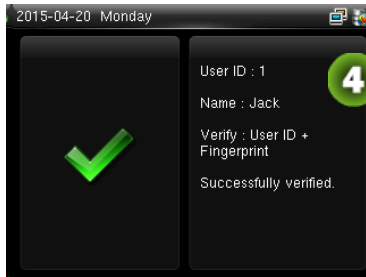 2015-04-20 Monday
User ID : 1
4
Name : Jack
Verify : User ID +
Fingerprint
Successfully verified.